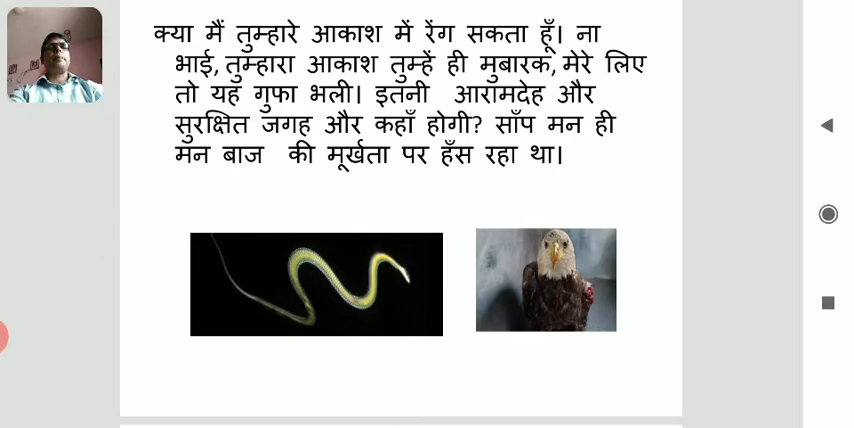 क्या मैं तुम्हारे आकाश में रेंग सकता हूँ। ना
भाई, तुम्हारा आकाश तुम्हें ही मुबारक, मेरे लिए
तो यह गुफा भली। इतनी आरामदेह और
सुरक्षित जगह और कहाँ होगी? साँप मन ही
मन बाज की मूर्खता पर हँस रहा था।